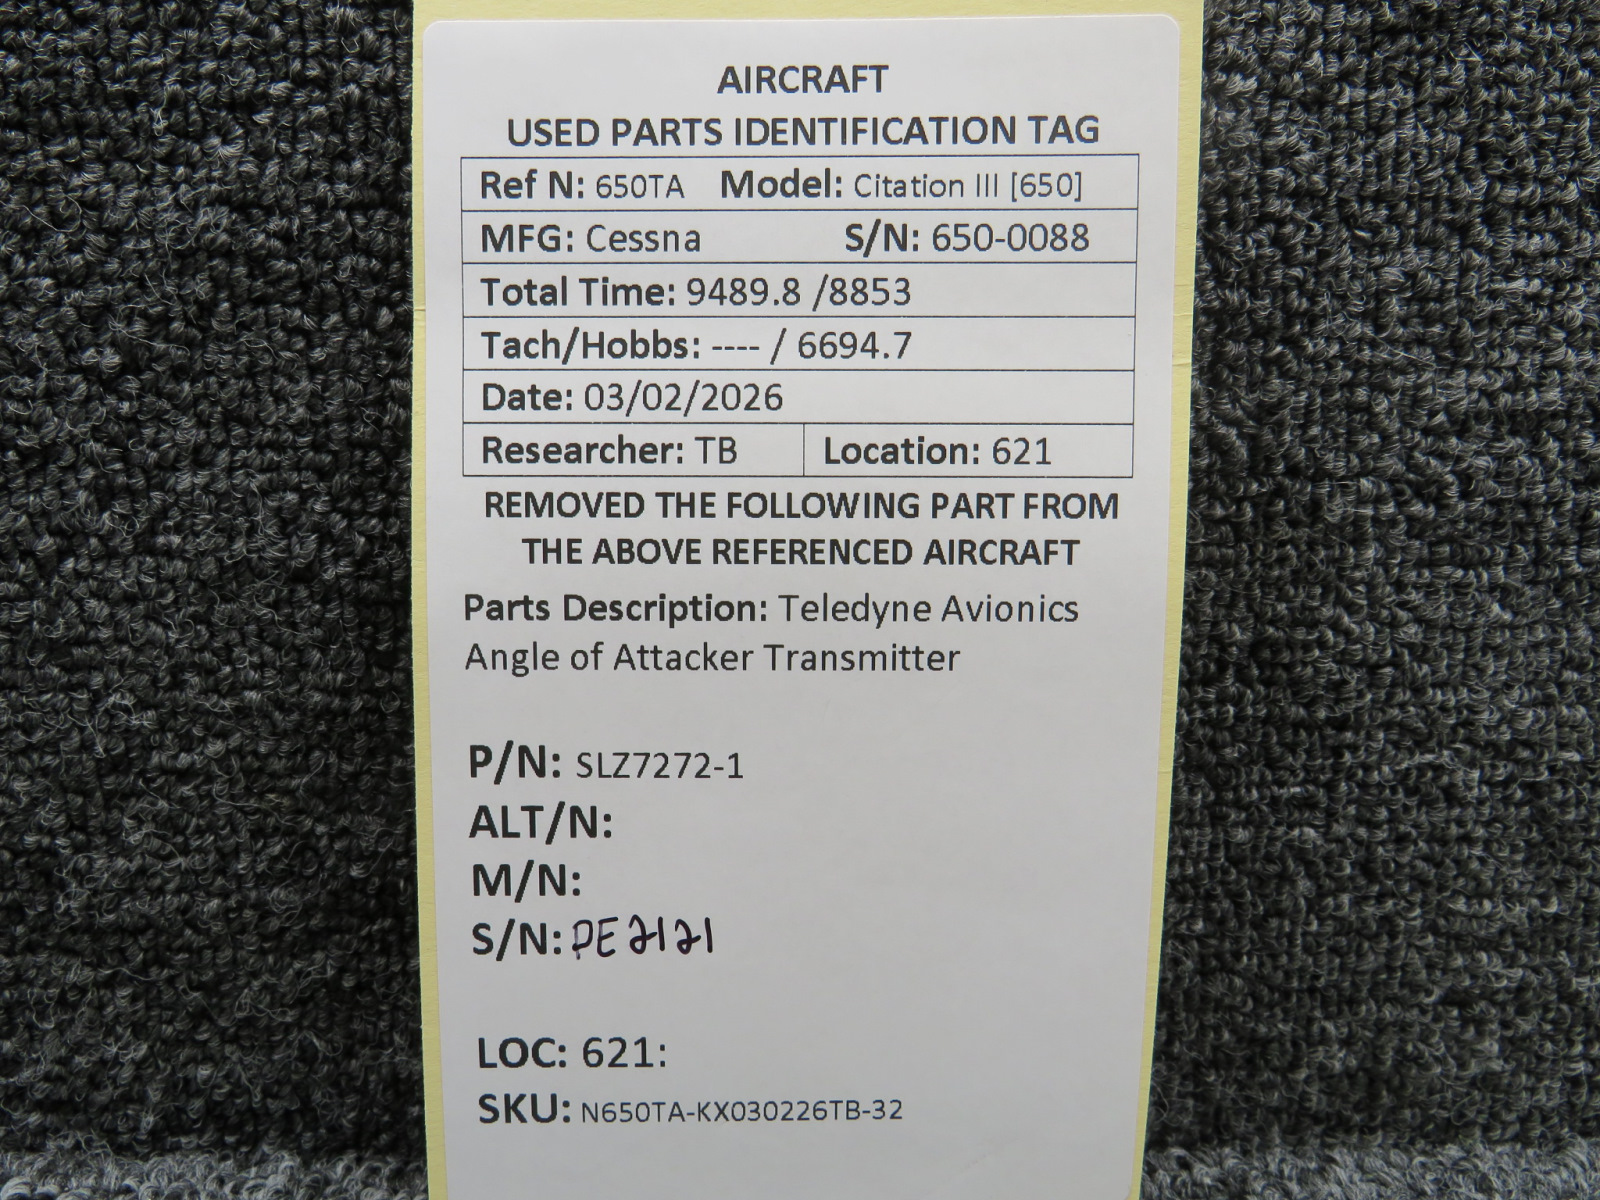 AIRCRAFT
USED PARTS IDENTIFICATION TAG
Ref N: 650TA Model: Citation III [650]
MFG: Cessna S/N: 650-0088
Total Time: 9489.8 /8853
Tach/Hobbs: ---- / 6694.7
Date: 03/02/2026
Researcher: TB Location: 621
REMOVED THE FOLLOWING PART FROM
THE ABOVE REFERENCED AIRCRAFT
Parts Description: Teledyne Avionics
Angle of Attacker Transmitter
P/N: SLZ7272-1
ALT/N:
M/N:
S/N: PE2121
LOC: 621:
SKU: N650TA-KX030226TB-32